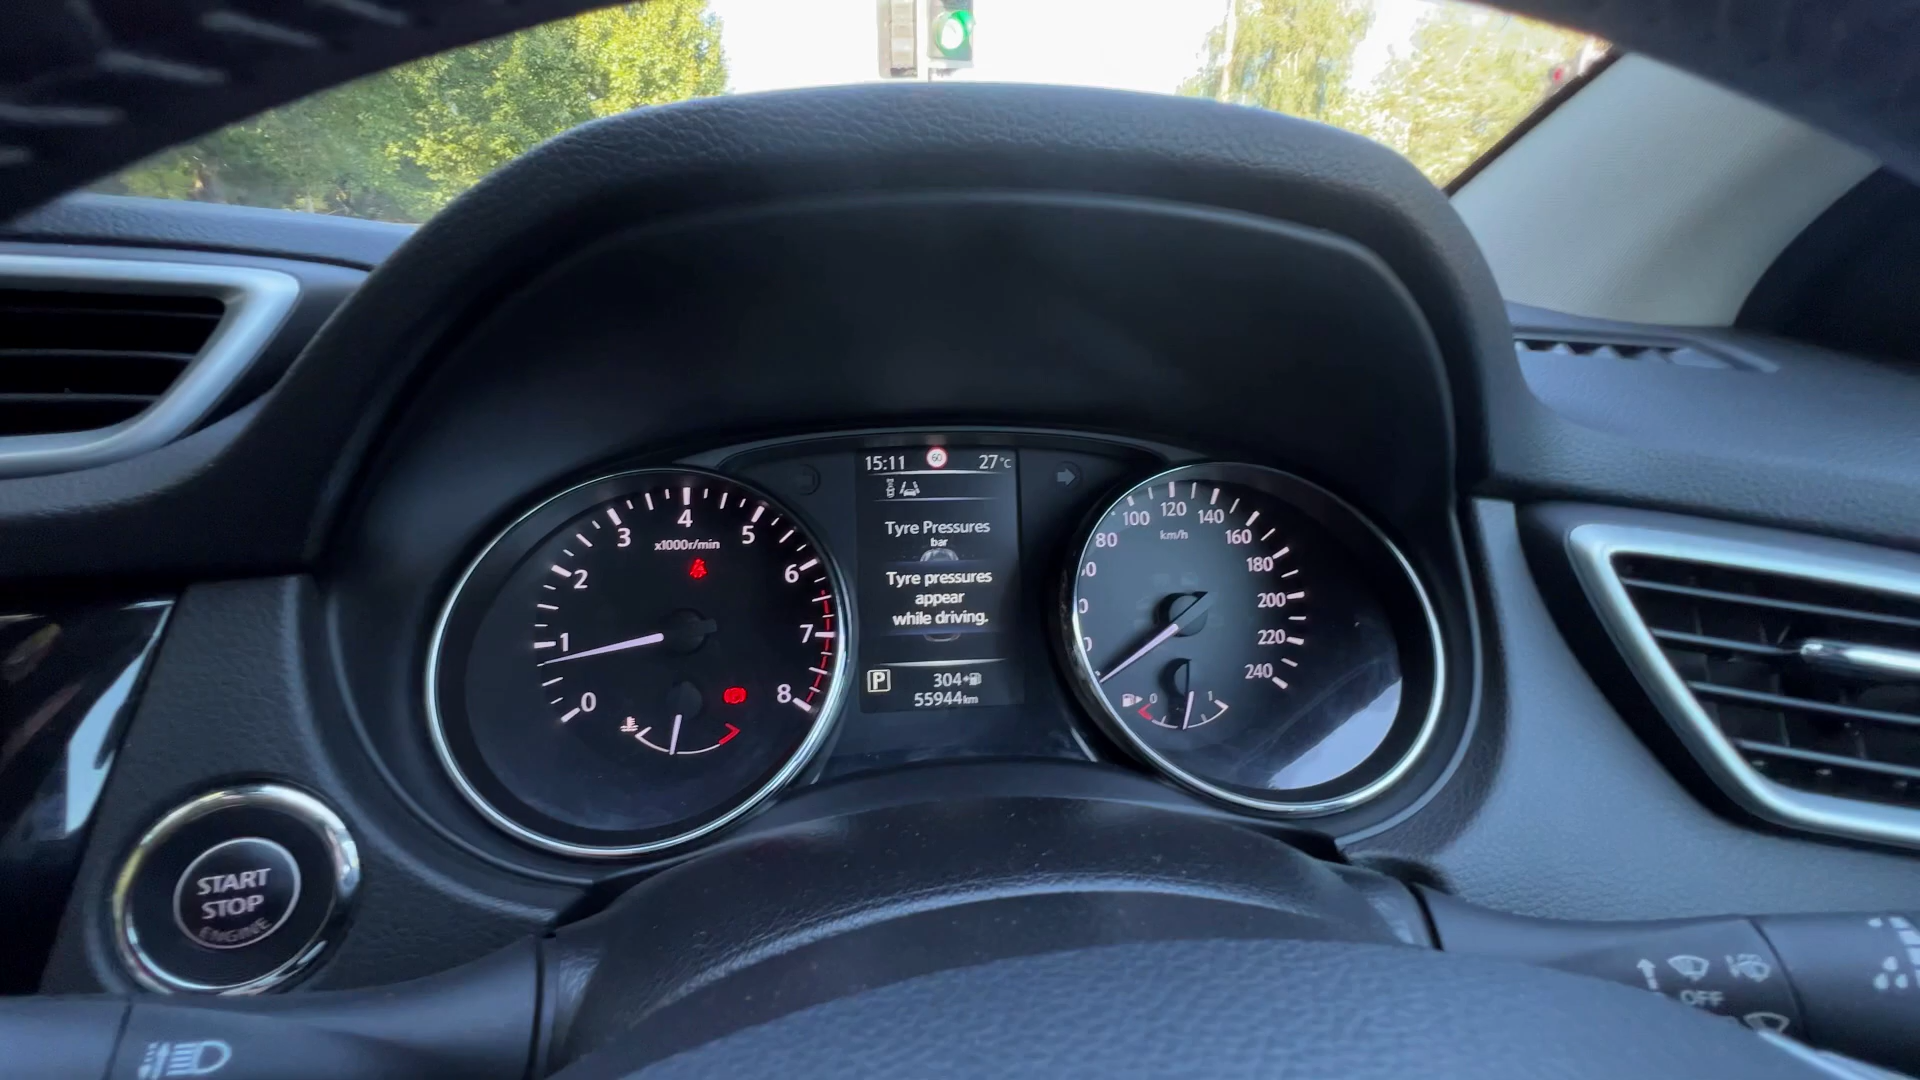 15:11 60 27°C
Tyre Pressures
bar
Tyre pressures
appear
while driving.
P 304
55944km
0 1 2 3 4 5 6 7 8
x1000r/min
80 100 120 140 160 180 200 220 240
km/h
0 1
START
STOP
ENGINE
OFF